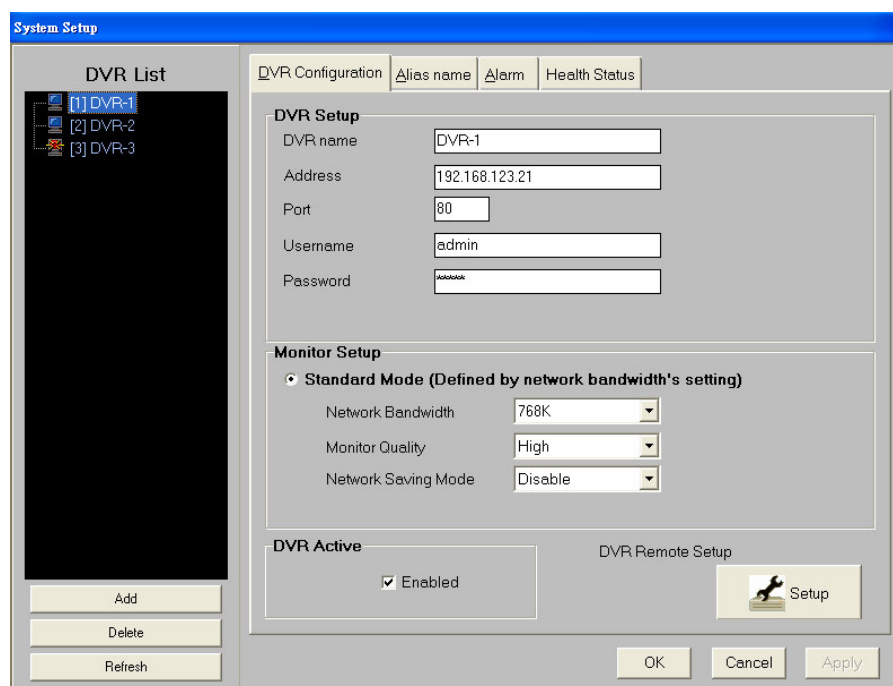 System Setup
DVR List
[1] DVR-1
[2] DVR-2
[3] DVR-3
Add
Delete
Refresh
DVR Configuration
Alias name
Alarm
Health Status
DVR Setup
DVR name
DVR-1
Address
192.168.123.21
Port
80
Username
admin
Password
*****
Monitor Setup
Standard Mode (Defined by network bandwidth's setting)
Network Bandwidth
768K
Monitor Quality
High
Network Saving Mode
Disable
DVR Active
Enabled
DVR Remote Setup
Setup
OK
Cancel
Apply